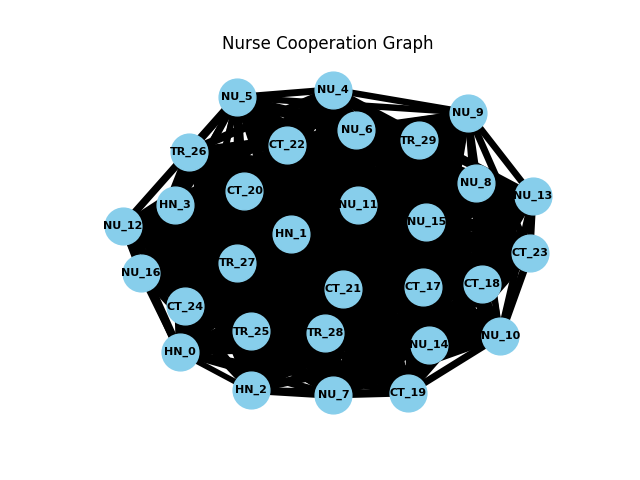 Nurse Cooperation Graph
NU_4
NU_5
NU_9
NU_6
TR_29
CT_22
TR_26
NU_8
CT_20
NU_13
HN_3
NU_11
NU_15
NU_12
HN_1
CT_23
TR_27
NU_16
CT_18
CT_17
CT_21
CT_24
TR_25
TR_28
NU_10
NU_14
HN_0
HN_2
CT_19
NU_7